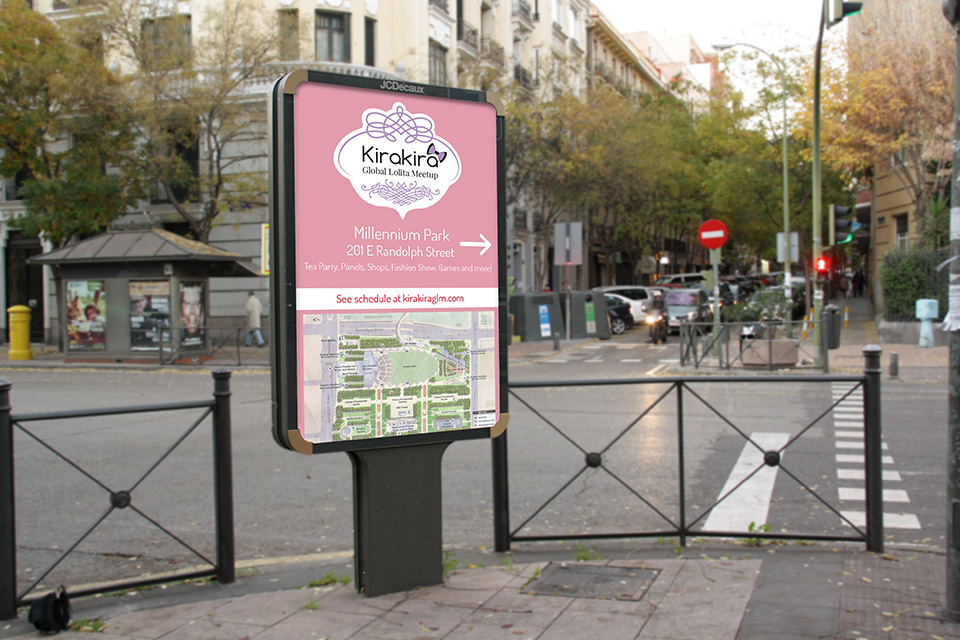 JCDecaux
Kirakira
Global Lolita Meetup
Millennium Park
201 E Randolph Street
Tea Party, Panels, Shops, Fashion Show, Games and more!
See schedule at kirakiraglm.com